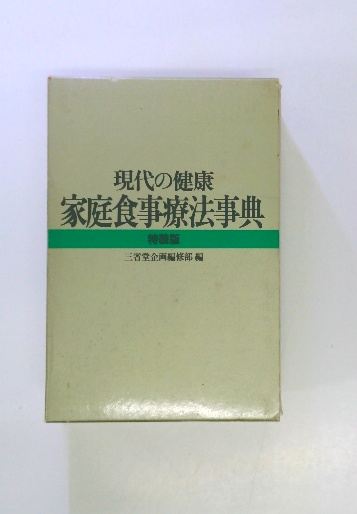 現代の健康
家庭食事療法事典
特装版
三省堂企画編修部 編